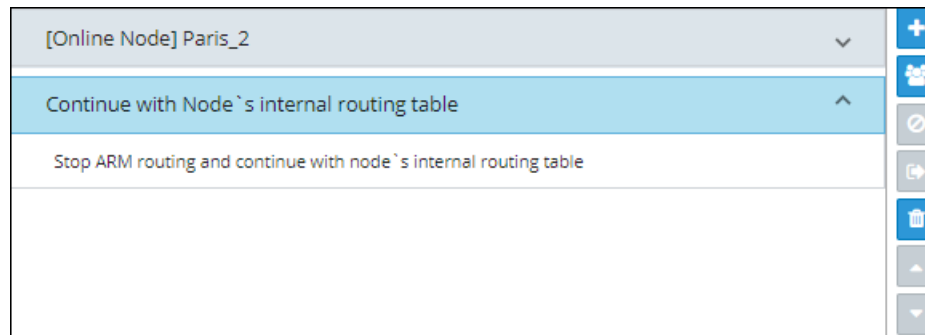 [Online Node] Paris_2
Continue with Node`s internal routing table
Stop ARM routing and continue with node`s internal routing table